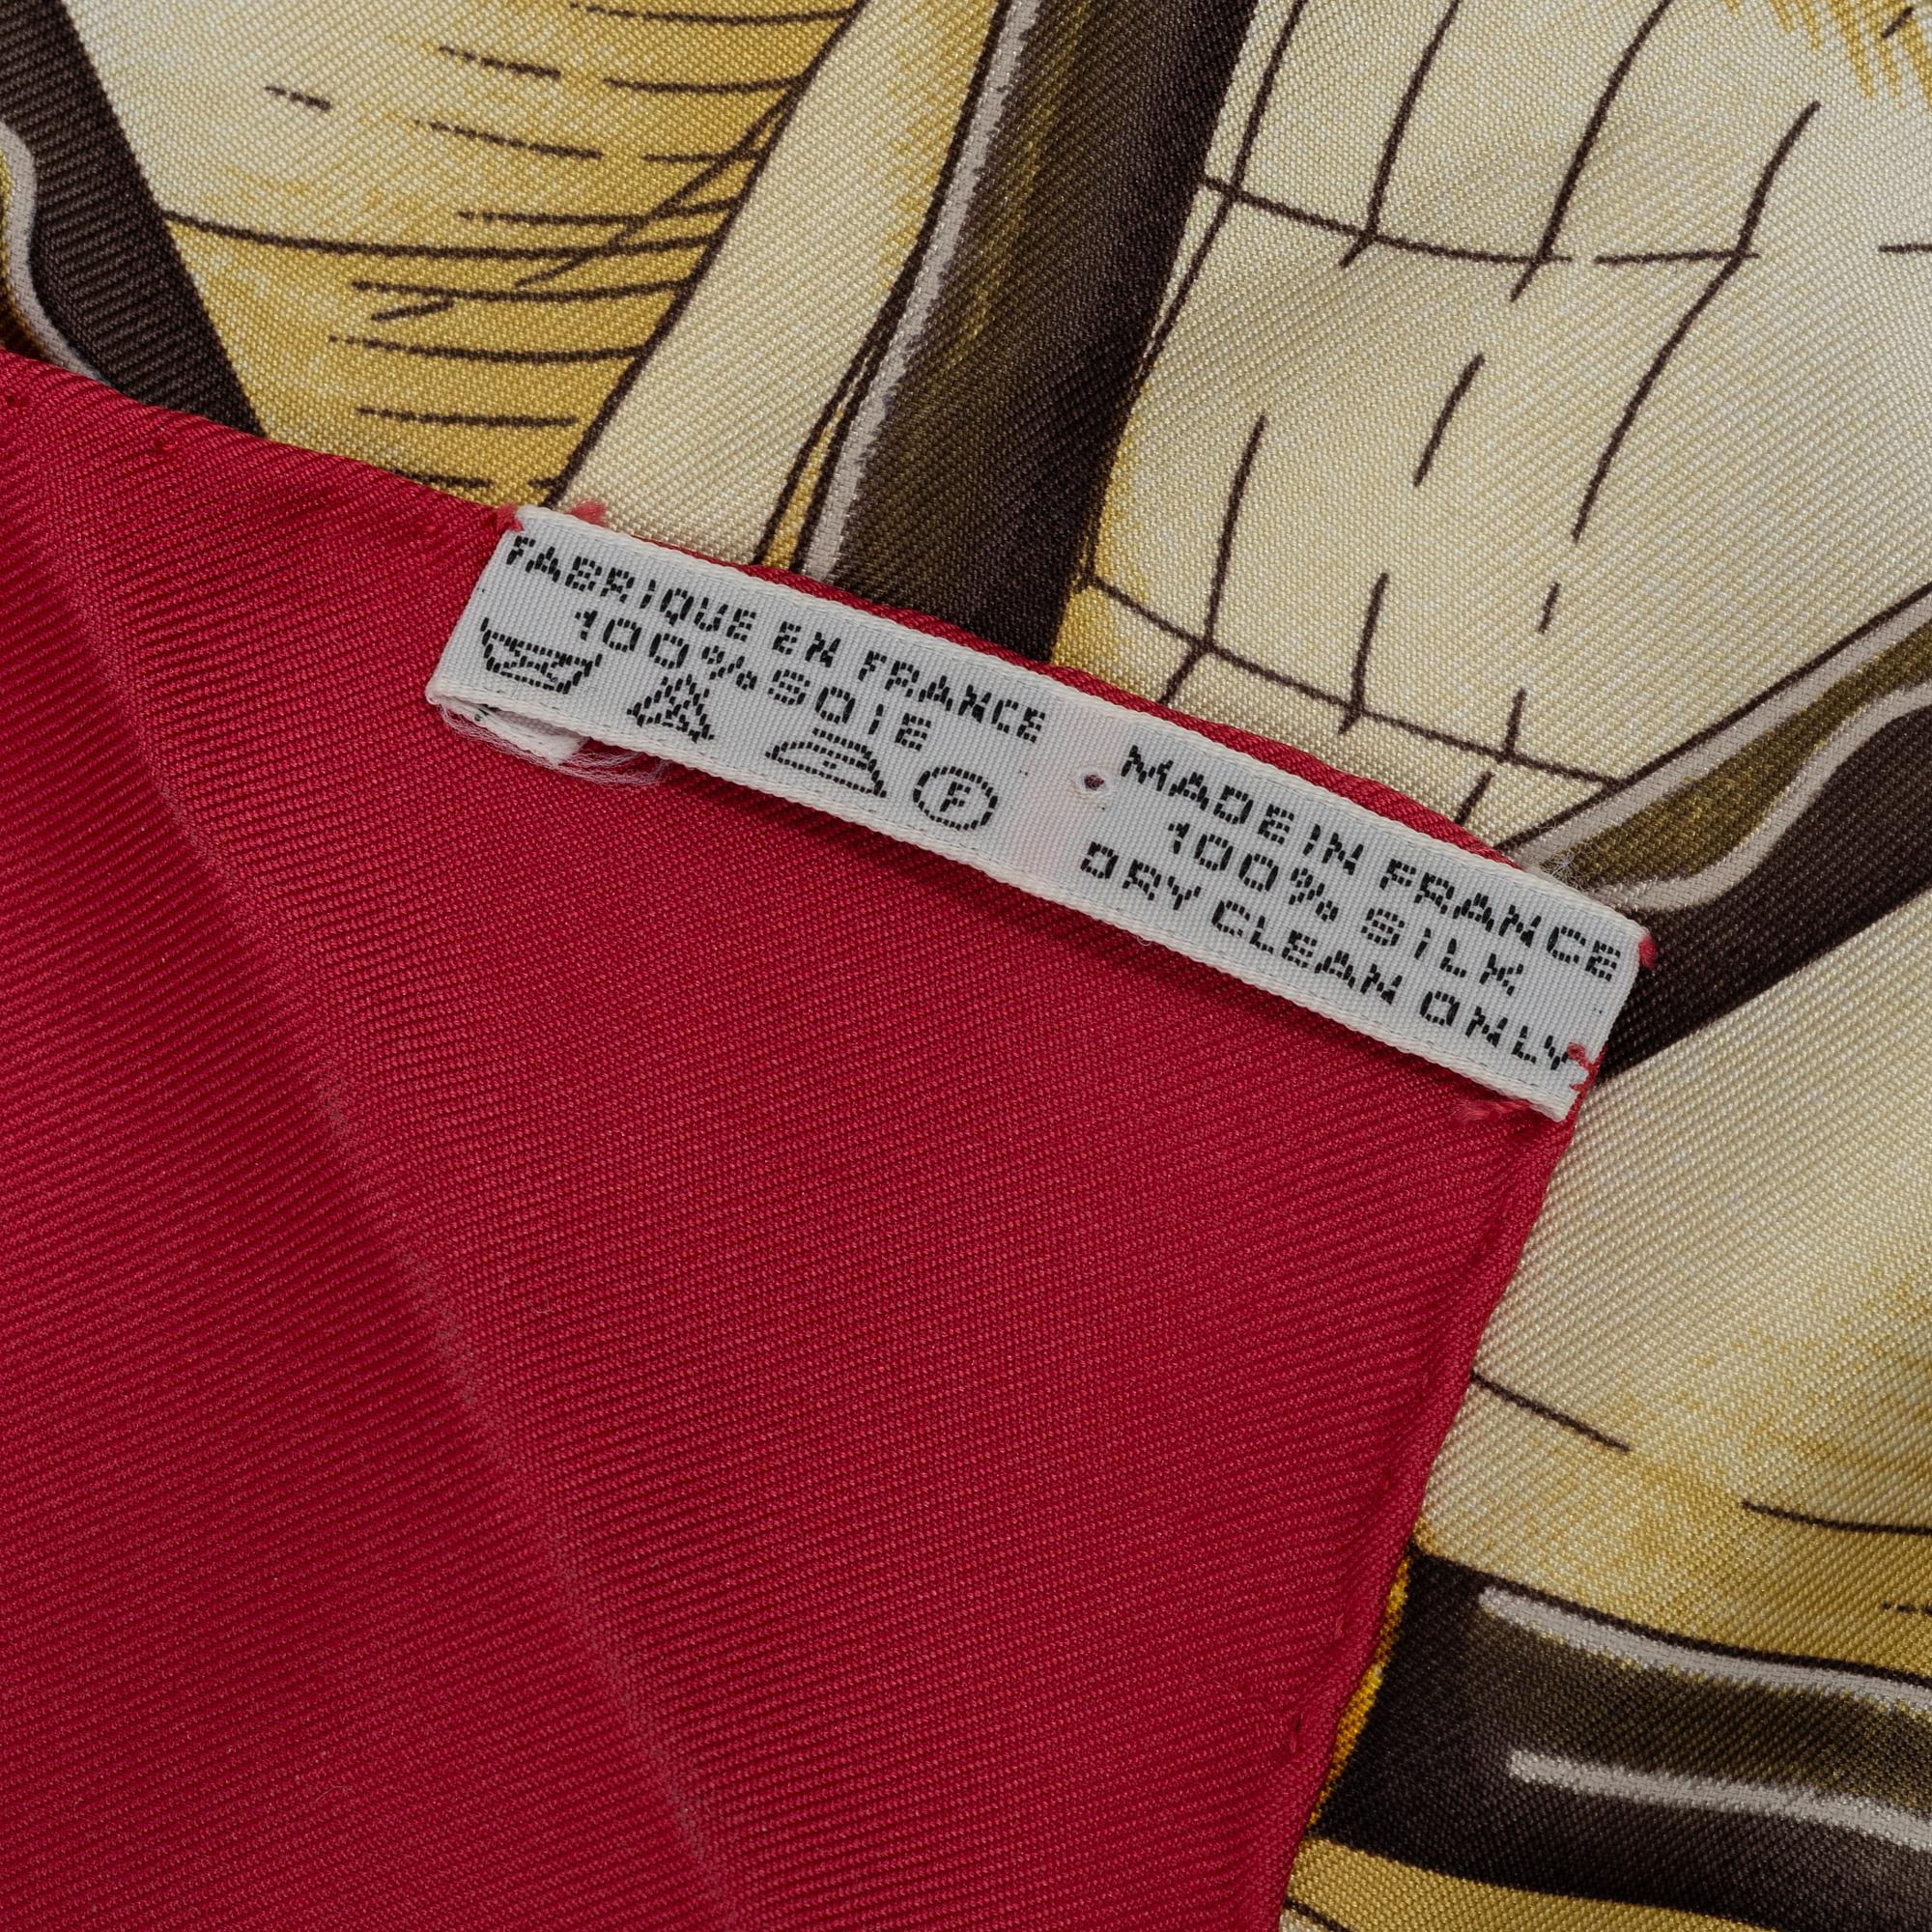 FABRIQUE EN FRANCE
100% SOIE
F
MADE IN FRANCE
100% SILK
DRY CLEAN ONLY